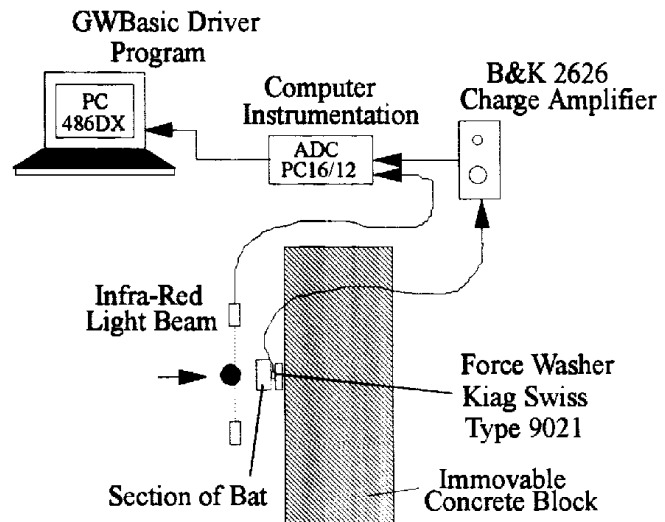 GWBasic Driver
Program
PC
486DX
Computer
Instrumentation
ADC
PC16/12
B&K 2626
Charge Amplifier
Infra-Red
Light Beam
Force Washer
Kiag Swiss
Type 9021
Section of Bat
Immovable
Concrete Block